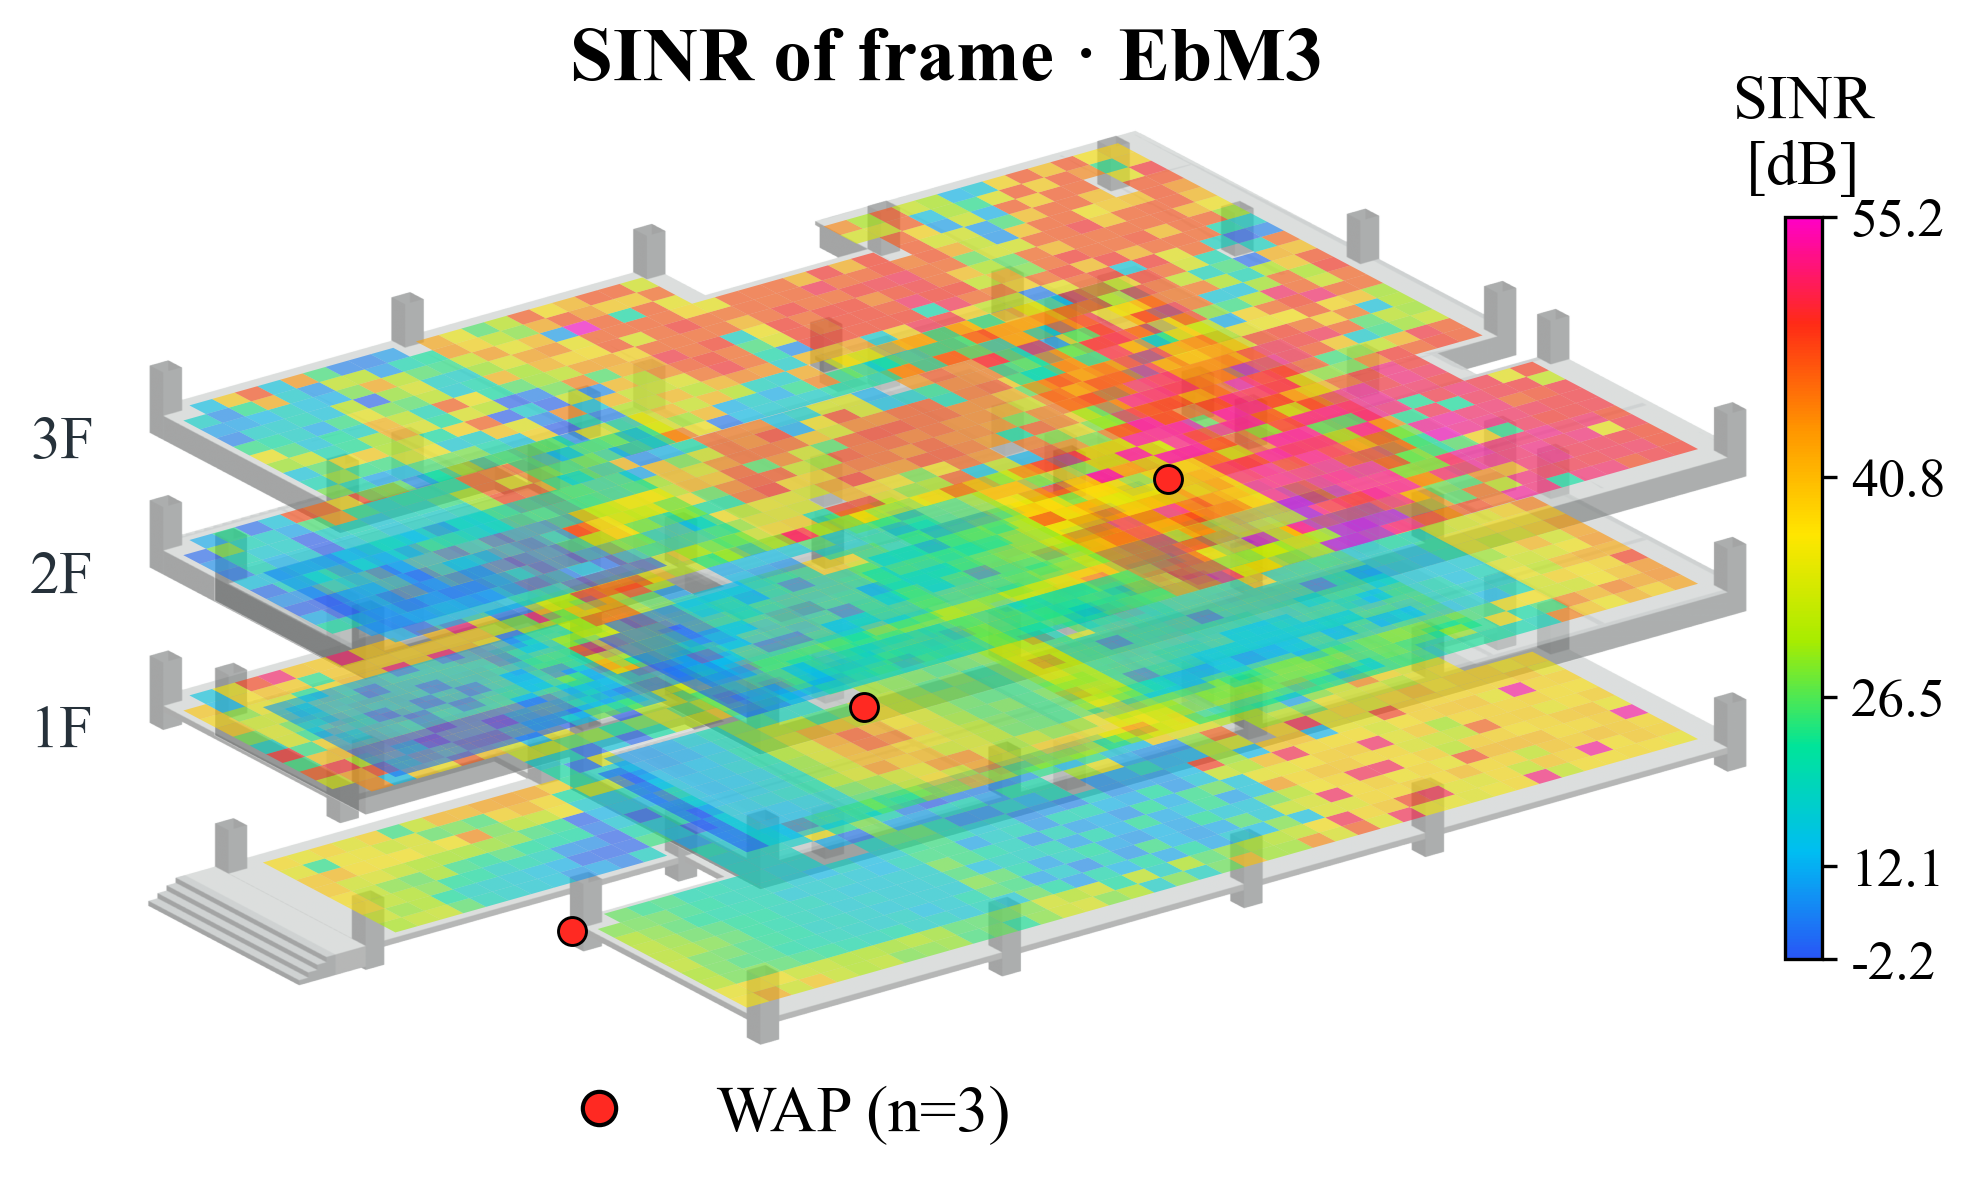 SINR of frame · EbM3
SINR
[dB]
55.2
40.8
26.5
12.1
-2.2
3F
2F
1F
WAP (n=3)